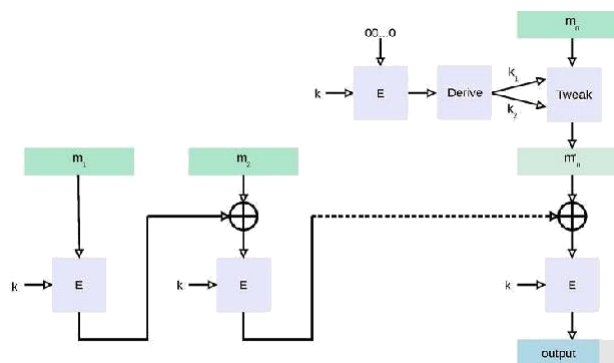 mₙ
00...0
k
E
Derive
k₁
k₂
Tweak
m₁
m₂
m'ₙ
k
E
k
E
k
E
output